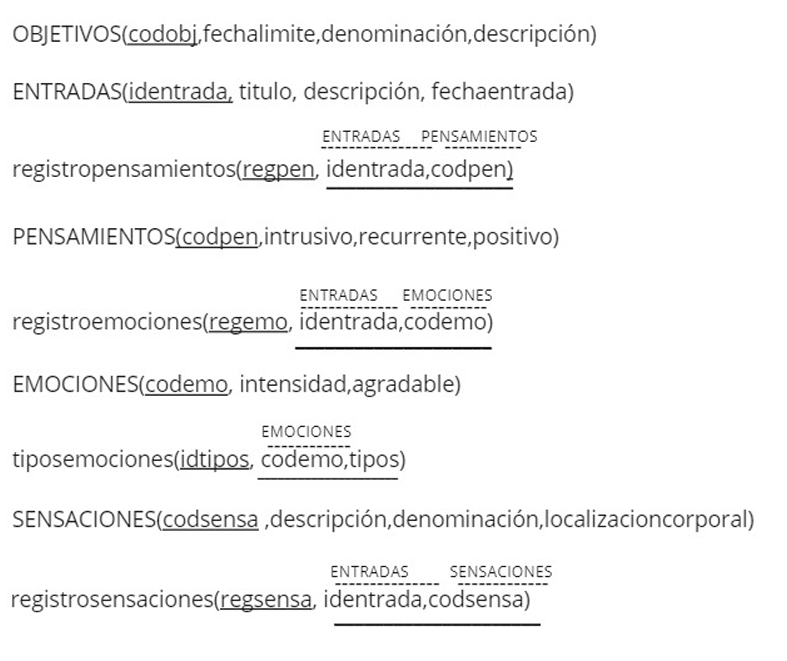 OBJETIVOS(codobj,fechalimite,denominación,descripción)
ENTRADAS(identrada, titulo, descripción, fechaentrada)
ENTRADAS PENSAMIENTOS
registropensamientos(regpen, identrada,codpen)
PENSAMIENTOS(codpen,intrusivo,recurrente,positivo)
ENTRADAS EMOCIONES
registroemociones(regemo, identrada,codemo)
EMOCIONES(codemo, intensidad,agradable)
EMOCIONES
tiposemociones(idtipos, codemo,tipos)
SENSACIONES(codsensa ,descripción,denominación,localizacioncorporal)
ENTRADAS SENSACIONES
registrosensaciones(regsensa, identrada,codsensa)